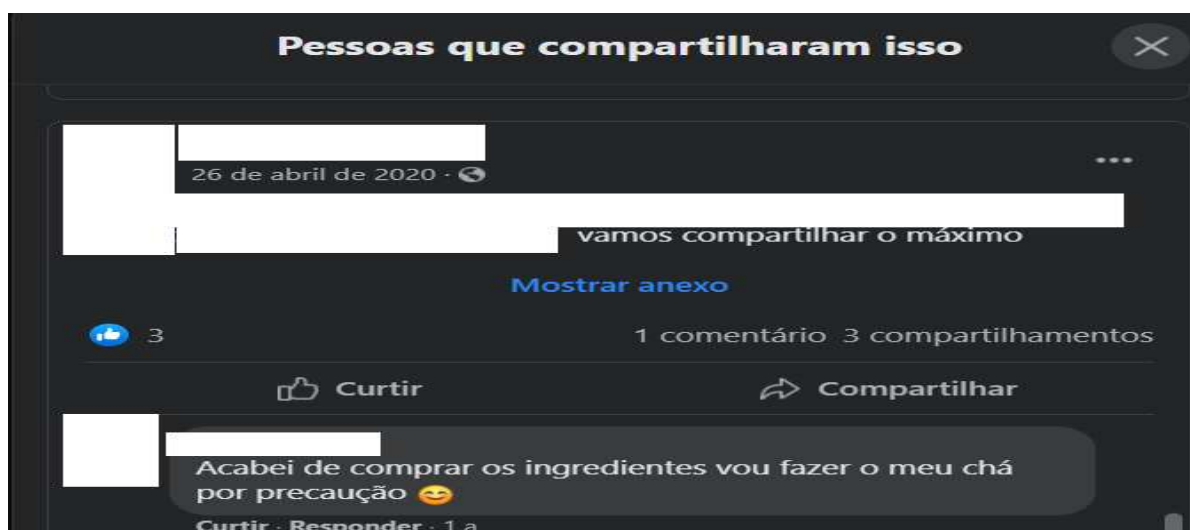 Pessoas que compartilharam isso
26 de abril de 2020 ·
vamos compartilhar o máximo
Mostrar anexo
3
1 comentário 3 compartilhamentos
Curtir
Compartilhar
Acabei de comprar os ingredientes vou fazer o meu chá
por precaução 😊
Curtir · Responder · 1 a